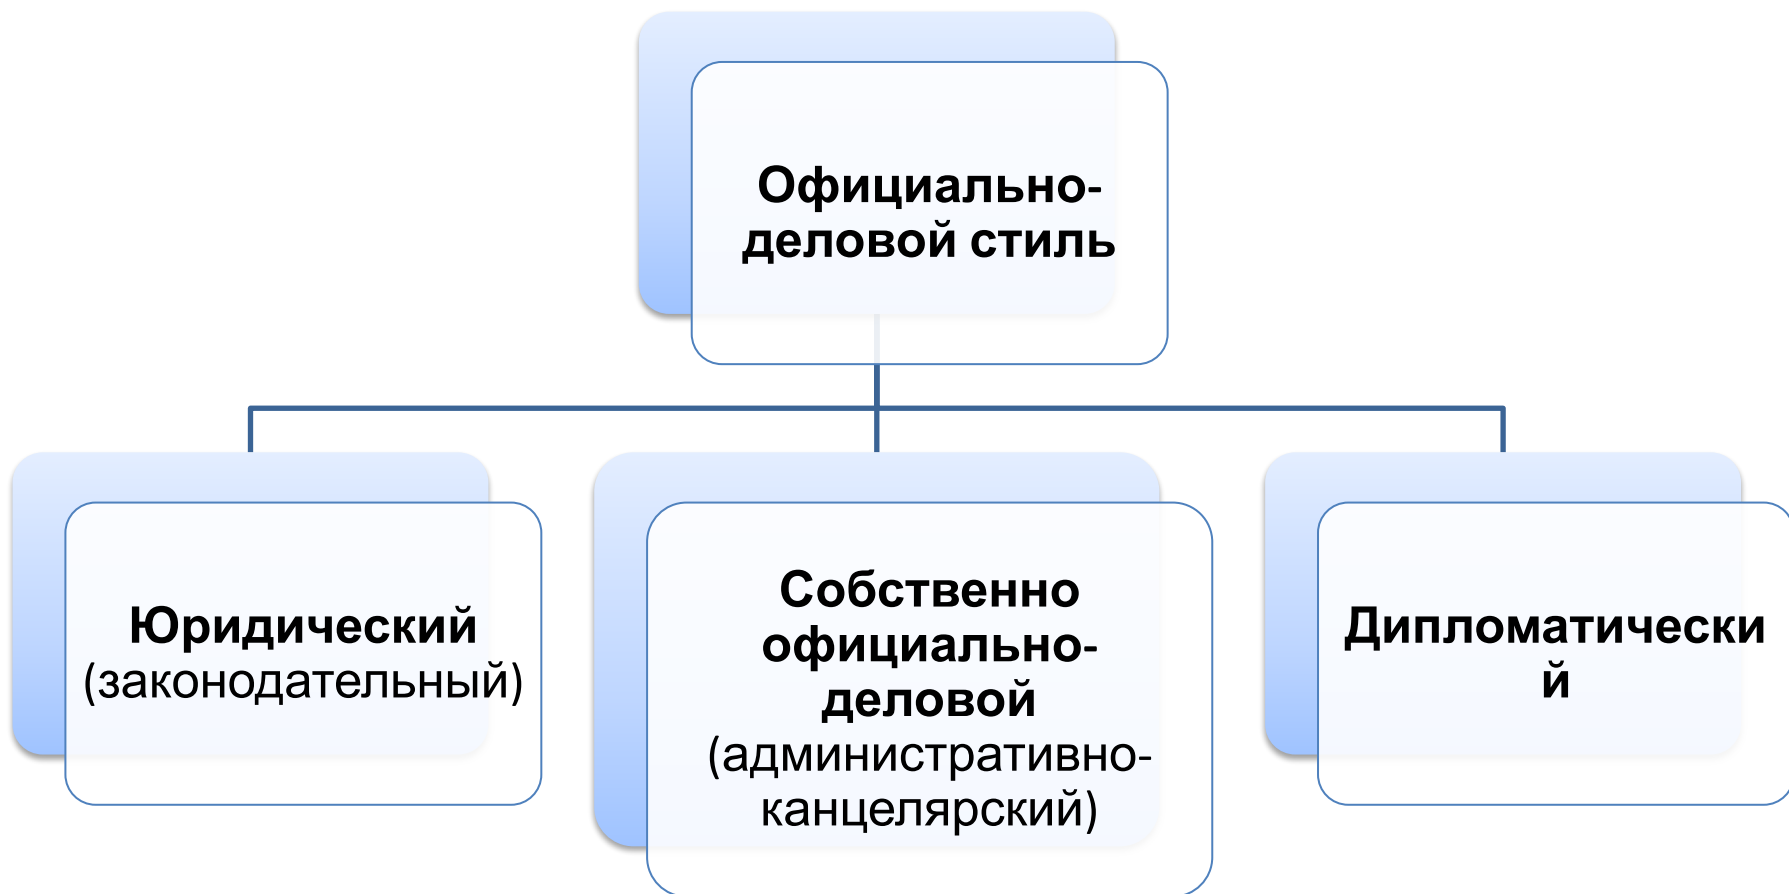 Официально-
деловой стиль
Юридический
(законодательный)
Собственно
официально-
деловой
(административно-
канцелярский)
Дипломатически
й